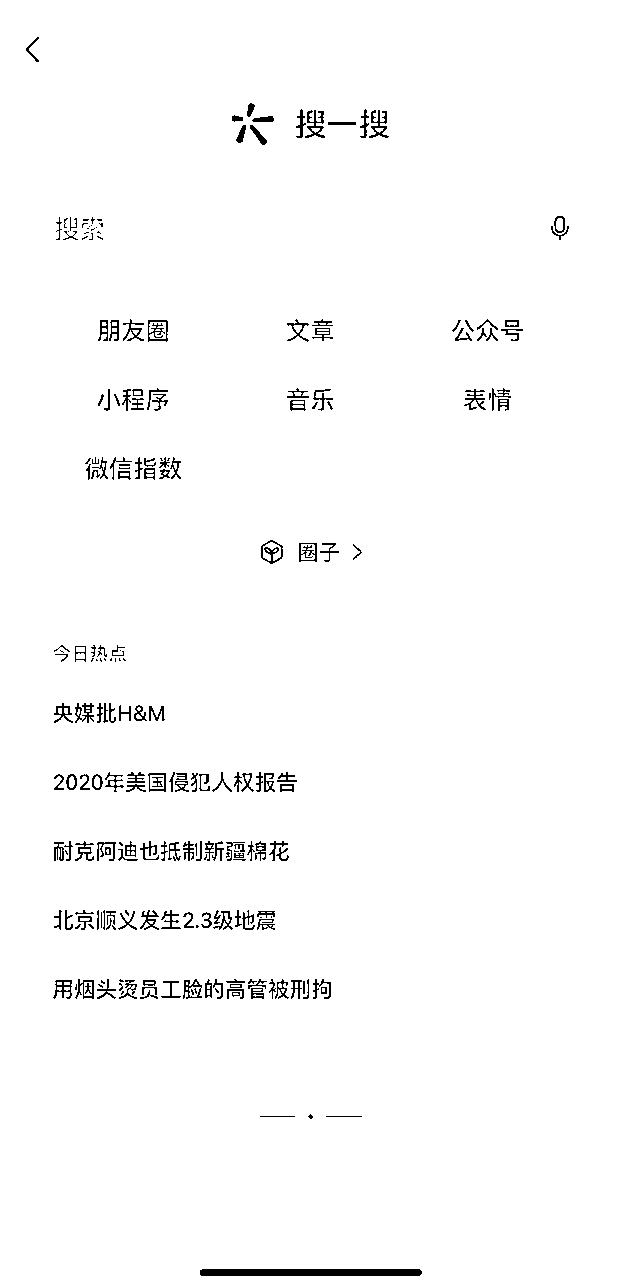 搜一搜
搜索
朋友圈 文章 公众号
小程序 音乐 表情
微信指数
圈子
今日热点
央媒批H&M
2020年美国侵犯人权报告
耐克阿迪也抵制新疆棉花
北京顺义发生2.3级地震
用烟头烫员工脸的高管被刑拘